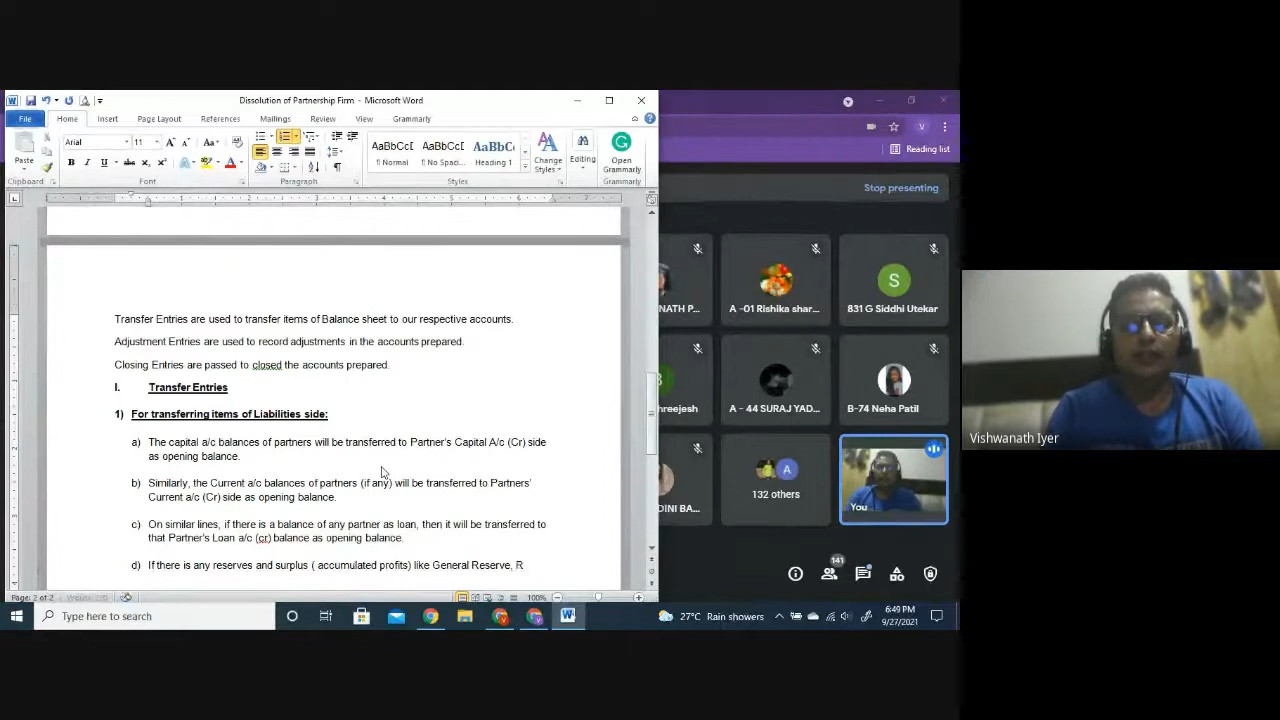 Dissolution of Partnership Firm - Microsoft Word
File Home Insert Page Layout References Mailings Review View Grammarly
Arial 11
Paste
AaBbCcI AaBbCcI AaBbC
¶ Normal ¶ No Spaci... Heading 1
Change Styles
Editing
Open Grammarly
Clipboard Font Paragraph Styles Grammarly
Transfer Entries are used to transfer items of Balance sheet to our respective accounts.
Adjustment Entries are used to record adjustments in the accounts prepared.
Closing Entries are passed to closed the accounts prepared.
I. Transfer Entries
1) For transferring items of Liabilities side:
a) The capital a/c balances of partners will be transferred to Partner's Capital A/c (Cr) side
as opening balance.
b) Similarly, the Current a/c balances of partners (if any) will be transferred to Partners'
Current a/c (Cr) side as opening balance.
c) On similar lines, if there is a balance of any partner as loan, then it will be transferred to
that Partner's Loan a/c (cr) balance as opening balance.
d) If there is any reserves and surplus ( accumulated profits) like General Reserve, R
Page: 2 of 2
100%
Reading list
Stop presenting
NATH P...
A -01 Rishika shar...
831 G Siddhi Utekar
hreejesh
A - 44 SURAJ YAD...
B-74 Neha Patil
DINI BA...
132 others
You
141
Vishwanath Iyer
Type here to search
27°C Rain showers
6:49 PM
9/27/2021